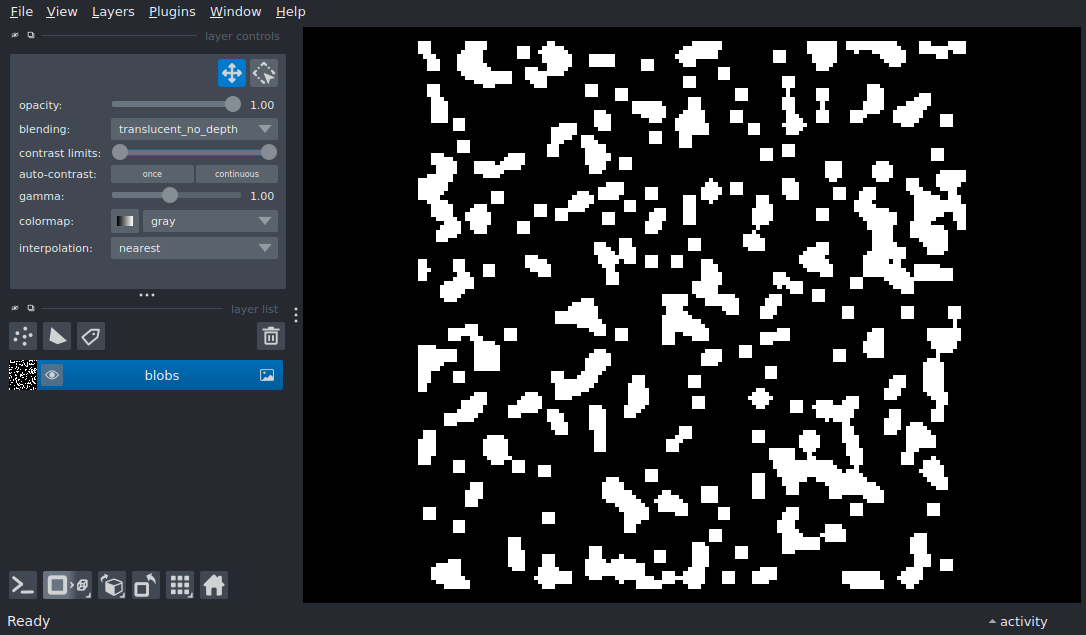 File View Layers Plugins Window Help
layer controls
opacity: 1.00
blending: translucent_no_depth
contrast limits:
auto-contrast: once continuous
gamma: 1.00
colormap: gray
interpolation: nearest
layer list
blobs
Ready activity